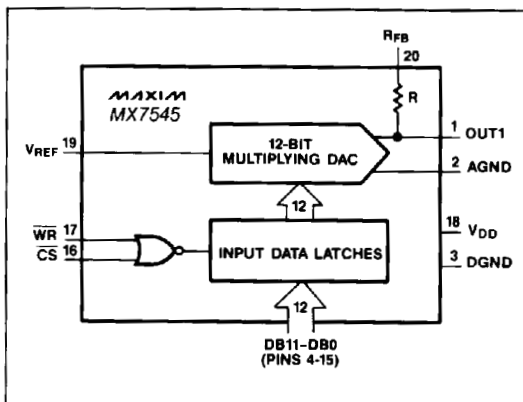 RFB
20
MAXIM
MX7545
R
12-BIT
MULTIPLYING DAC
1 OUT1
2 AGND
VREF 19
12
WR 17
CS 16
INPUT DATA LATCHES
18 VDD
3 DGND
12
DB11–DB0
(PINS 4-15)